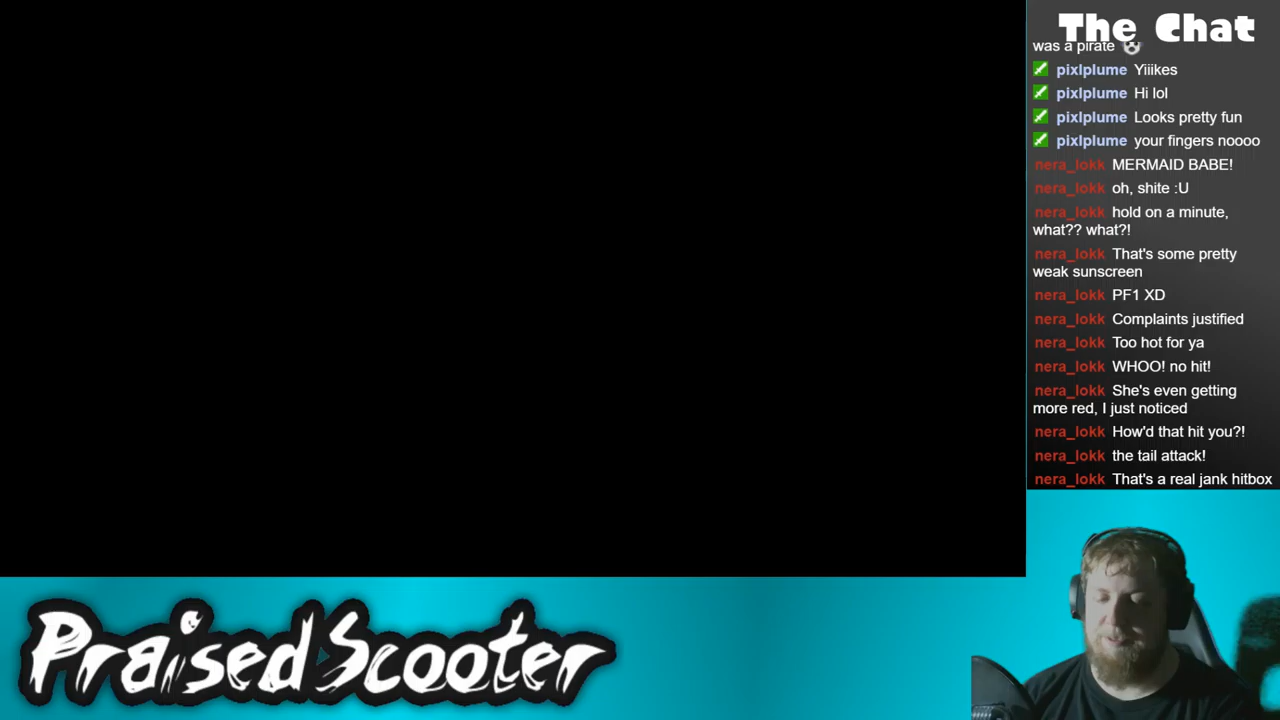 The Chat
was a pirate
pixlplume Yiiikes
pixlplume Hi lol
pixlplume Looks pretty fun
pixlplume your fingers noooo
nera_lokk MERMAID BABE!
nera_lokk oh, shite :U
nera_lokk hold on a minute,
what?? what?!
nera_lokk That's some pretty
weak sunscreen
nera_lokk PF1 XD
nera_lokk Complaints justified
nera_lokk Too hot for ya
nera_lokk WHOO! no hit!
nera_lokk She's even getting
more red, I just noticed
nera_lokk How'd that hit you?!
nera_lokk the tail attack!
nera_lokk That's a real jank hitbox
PraisedScooter